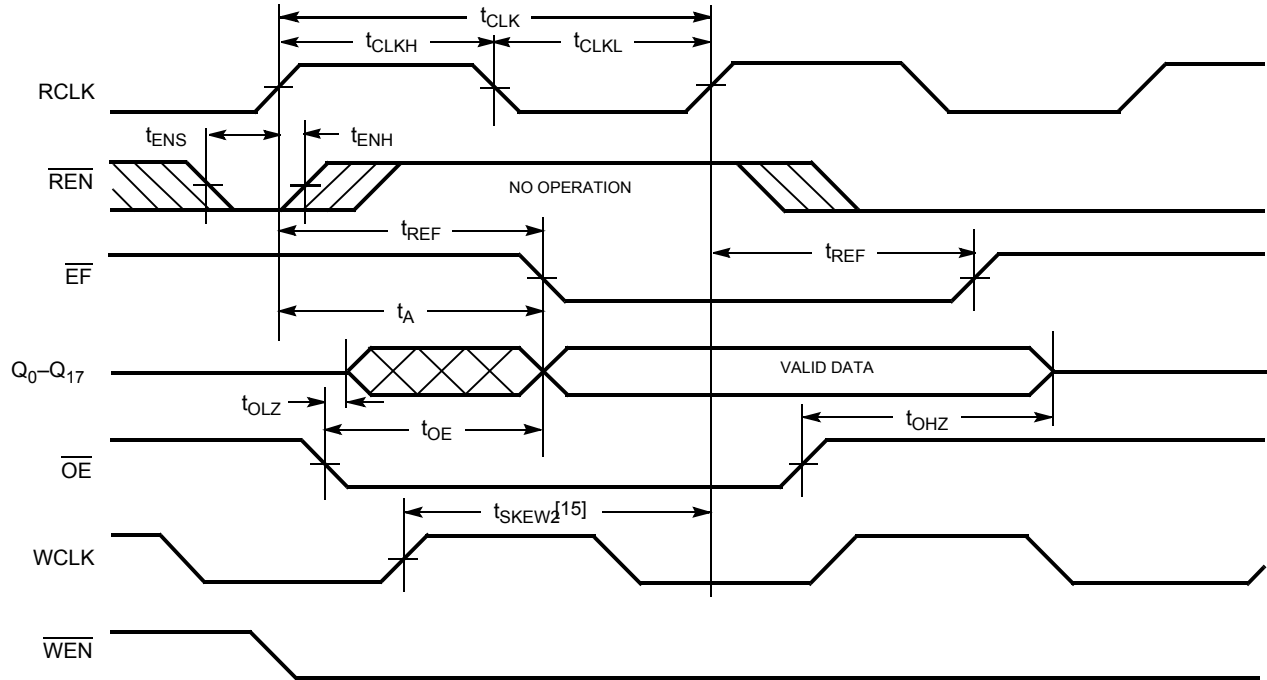 tCLK
tCLKH tCLKL
RCLK
tENS tENH
REN NO OPERATION
tREF
tREF
EF
tA
Q0–Q17 VALID DATA
tOLZ
tOE tOHZ
OE
tSKEW2[15]
WCLK
WEN